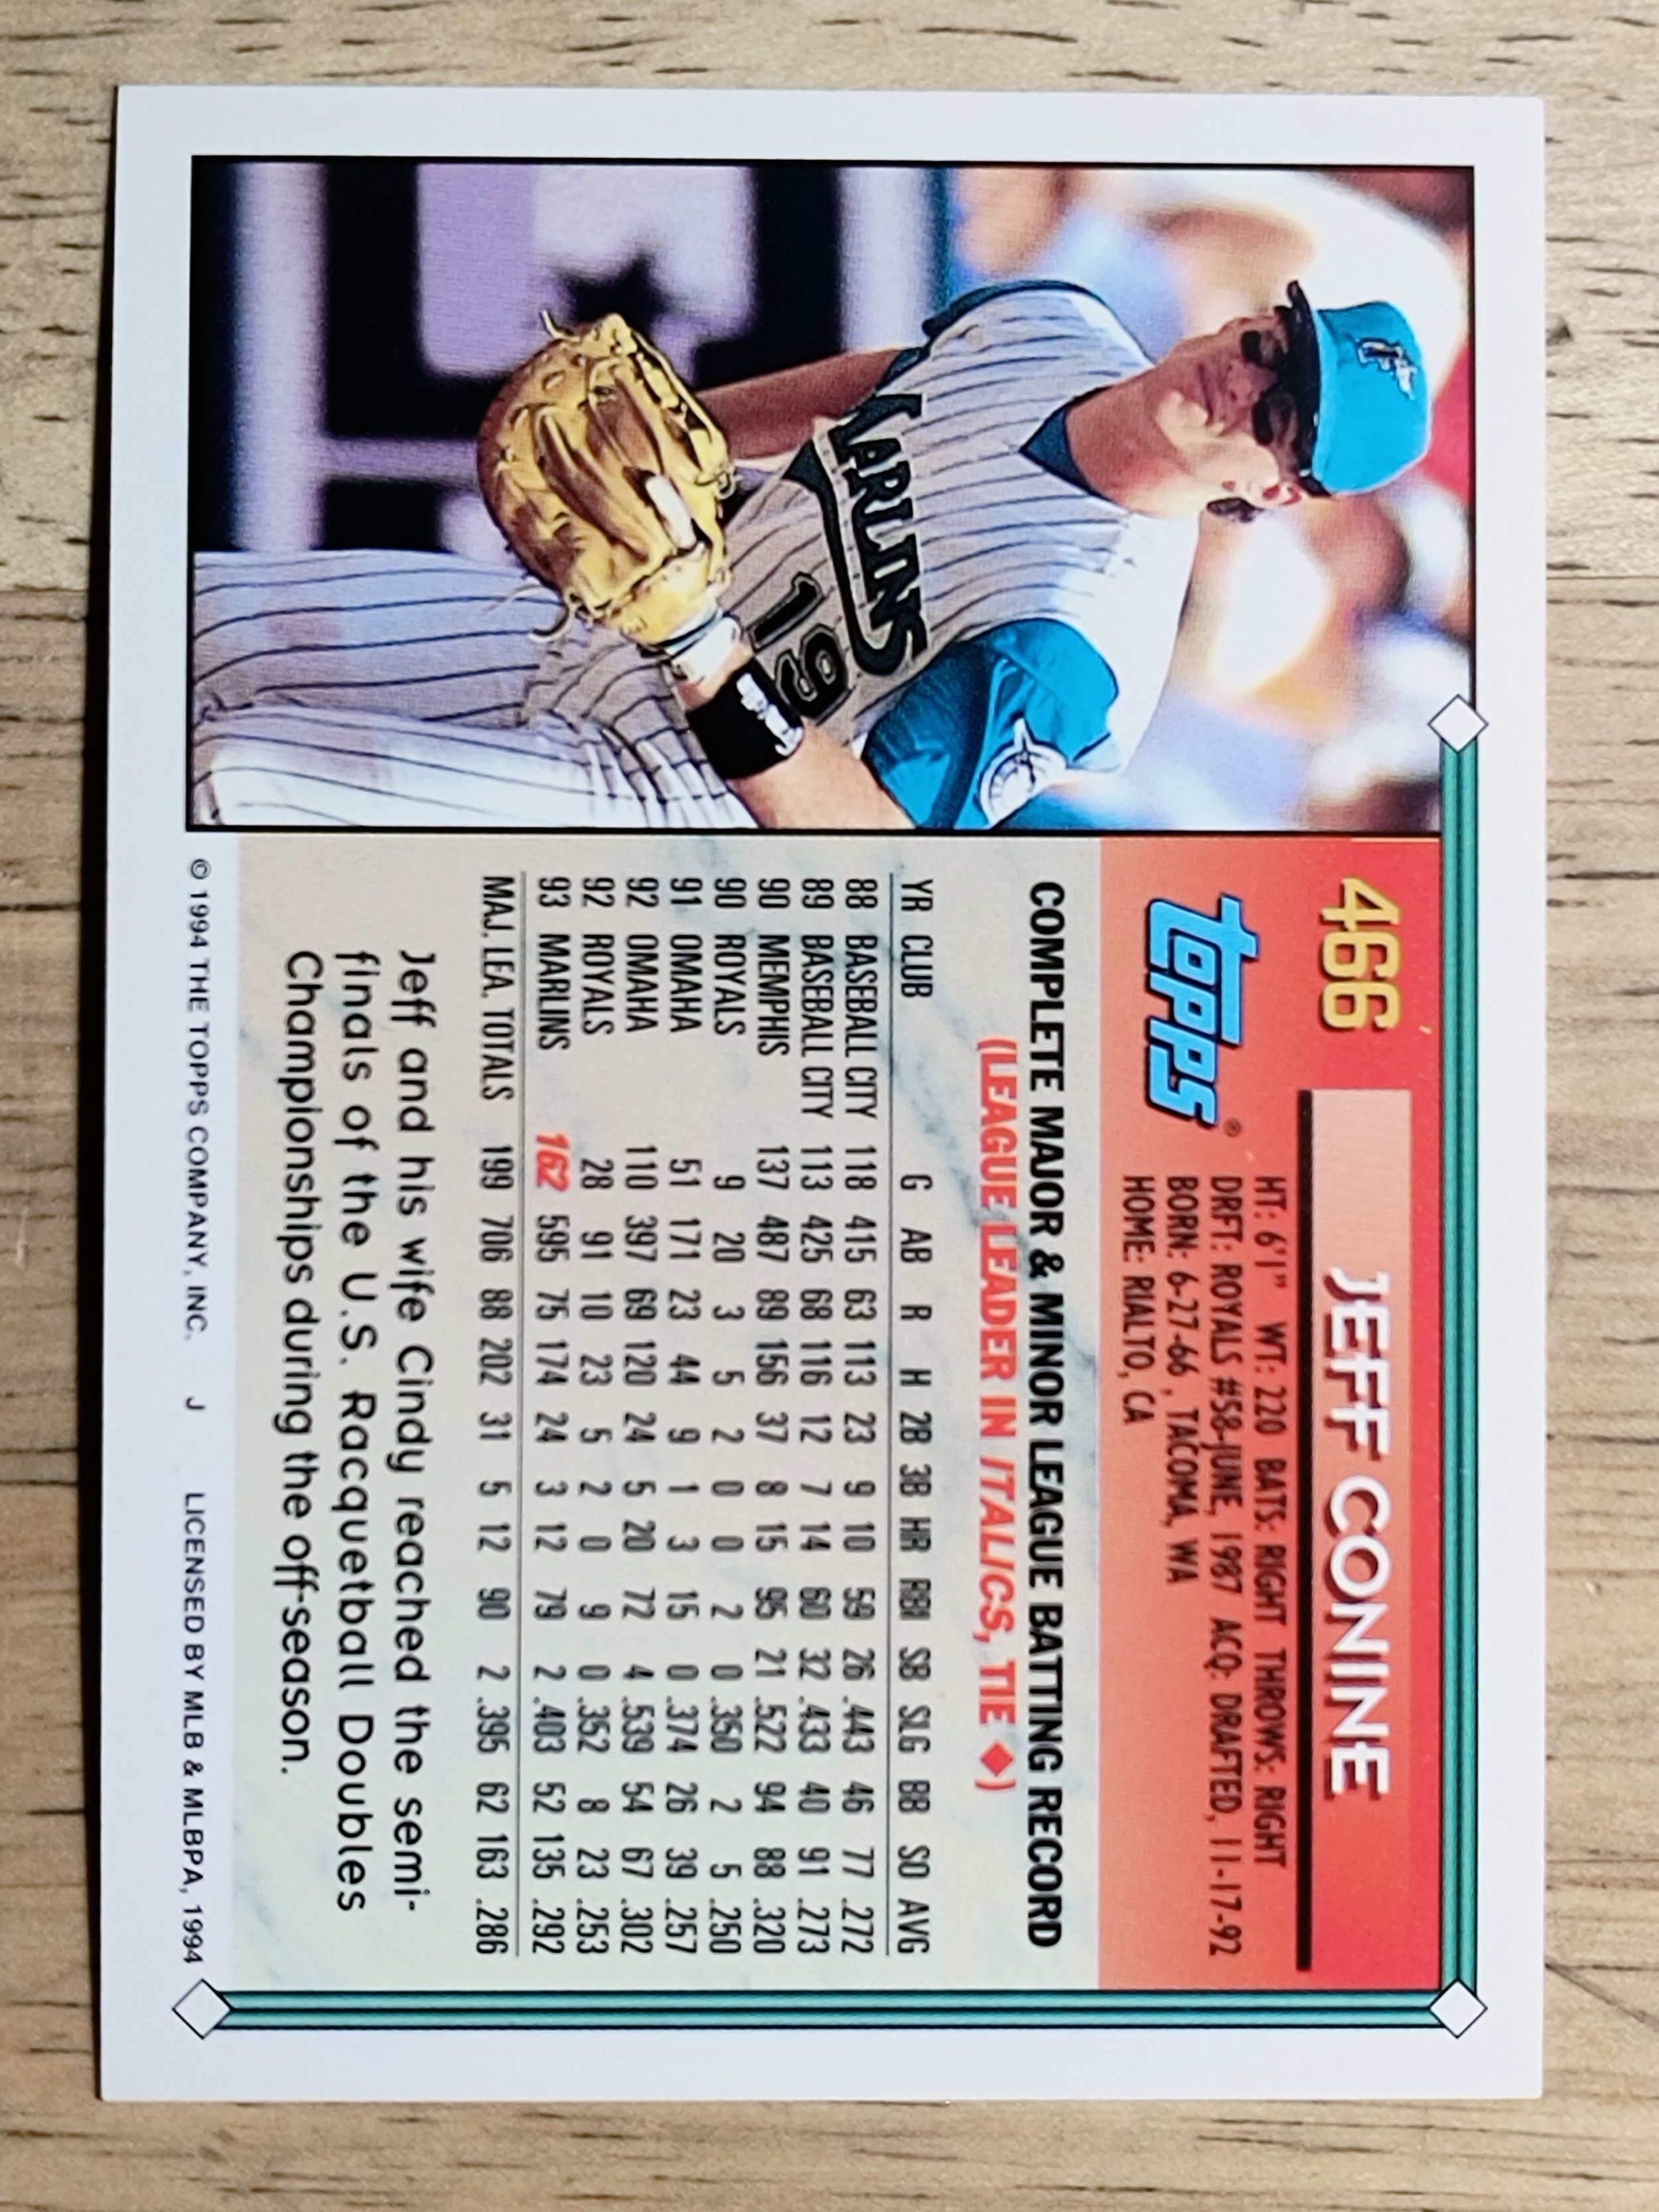 466
JEFF CONINE
TOPPS®
HT: 6'1" WT: 220 BATS: RIGHT THROWS: RIGHT
DRFT: ROYALS #58-JUNE, 1987 ACQ: DRAFTED, 11-17-92
BORN: 6-27-66, TACOMA, WA
HOME: RIALTO, CA
COMPLETE MAJOR & MINOR LEAGUE BATTING RECORD
(LEAGUE LEADER IN ITALICS, TIE ♦)
YR CLUB G AB R H 2B 3B HR RBI SB SLG BB SO AVG
88 BASEBALL CITY 118 415 63 113 23 9 10 59 26 .443 46 77 .272
89 BASEBALL CITY 113 425 68 116 12 7 14 60 32 .433 40 91 .273
90 MEMPHIS 137 487 89 156 37 8 15 95 21 .522 94 88 .320
90 ROYALS 9 20 3 5 2 0 0 2 0 .350 2 5 .250
91 OMAHA 51 171 23 44 9 1 3 15 0 .374 26 39 .257
92 OMAHA 110 397 69 120 24 5 20 72 4 .539 54 67 .302
92 ROYALS 28 91 10 23 5 2 0 9 0 .352 8 23 .253
93 MARLINS 162 595 75 174 24 3 12 79 2 .403 52 135 .292
MAJ. LEA. TOTALS 199 706 88 202 31 5 12 90 2 .395 62 163 .286
Jeff and his wife Cindy reached the semi-
finals of the U.S. Racquetball Doubles
Championships during the off-season.
© 1994 THE TOPPS COMPANY, INC. J LICENSED BY MLB & MLBPA, 1994
F
MARLINS
19